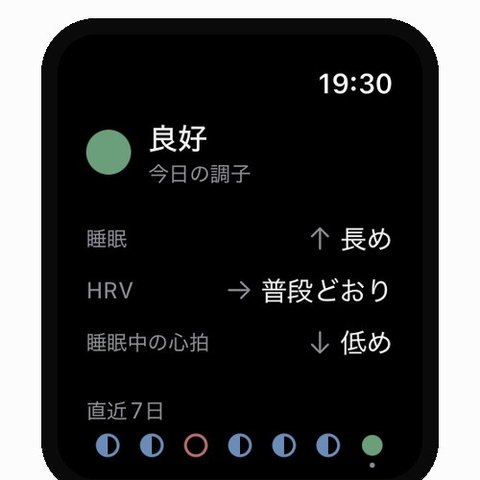 19:30
良好
今日の調子
睡眠 ↑ 長め
HRV → 普段どおり
睡眠中の心拍 ↓ 低め
直近7日